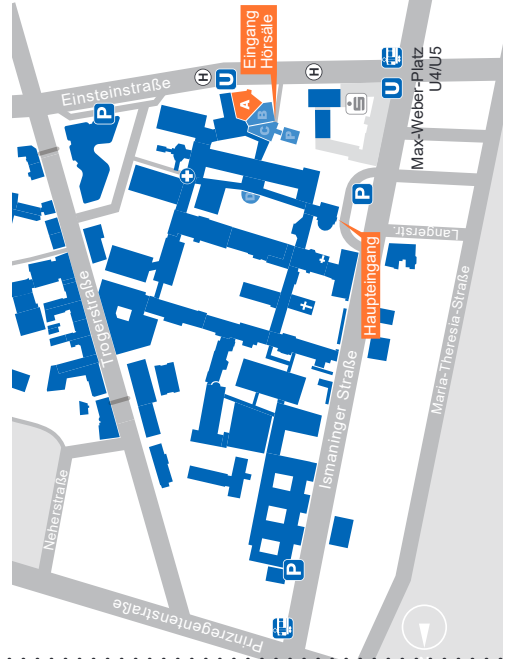 Eingang
Hörsäle
H
H
U
Einsteinstraße
P
A
B
C
P
S
U
Max-Weber-Platz
U4/U5
D
P
Langerstr.
Haupteingang
Trogerstraße
Maria-Theresia-Straße
Ismaninger Straße
Neherstraße
P
Prinzregentenstraße